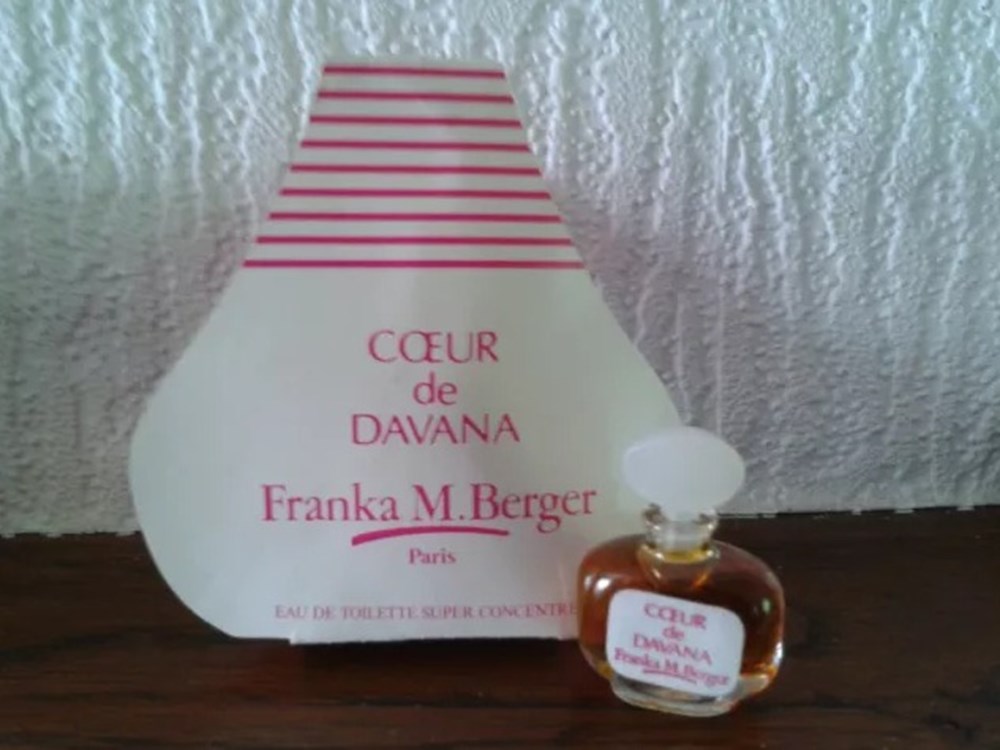 CŒUR
de
DAVANA
Franka M.Berger
Paris
EAU DE TOILETTE SUPER CONCENTRE
CŒUR
de
DAVANA
Franka M.Berger